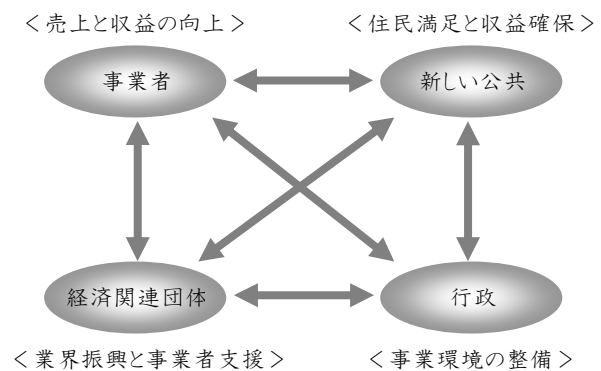 ＜売上と収益の向上＞
＜住民満足と収益確保＞
事業者
新しい公共
経済関連団体
行政
＜業界振興と事業者支援＞
＜事業環境の整備＞